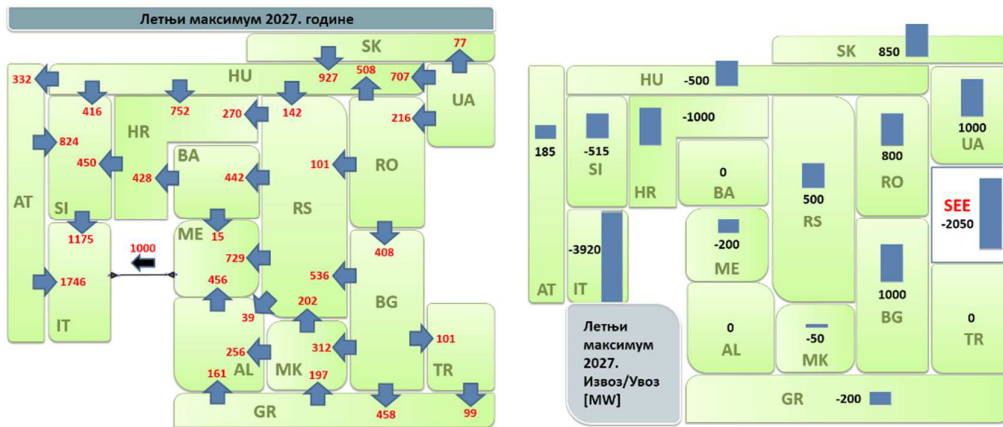 Летњи максимум 2027. године
SK
77
332
HU
927
508
707
UA
416
752
270
142
216
HR
824
BA
RO
450
428
442
101
AT
SI
RS
1175
ME
15
408
1000
729
1746
456
536
BG
IT
39
202
312
101
256
MK
AL
TR
161
197
GR
458
99
SK
850
HU
-500
-1000
185
-515
SI
HR
0
BA
800
RO
1000
UA
500
RS
SEE
-2050
-3920
-200
ME
AT
IT
1000
BG
0
TR
0
AL
-50
MK
Летњи
максимум
2027.
Извоз/Увоз
[MW]
GR
-200